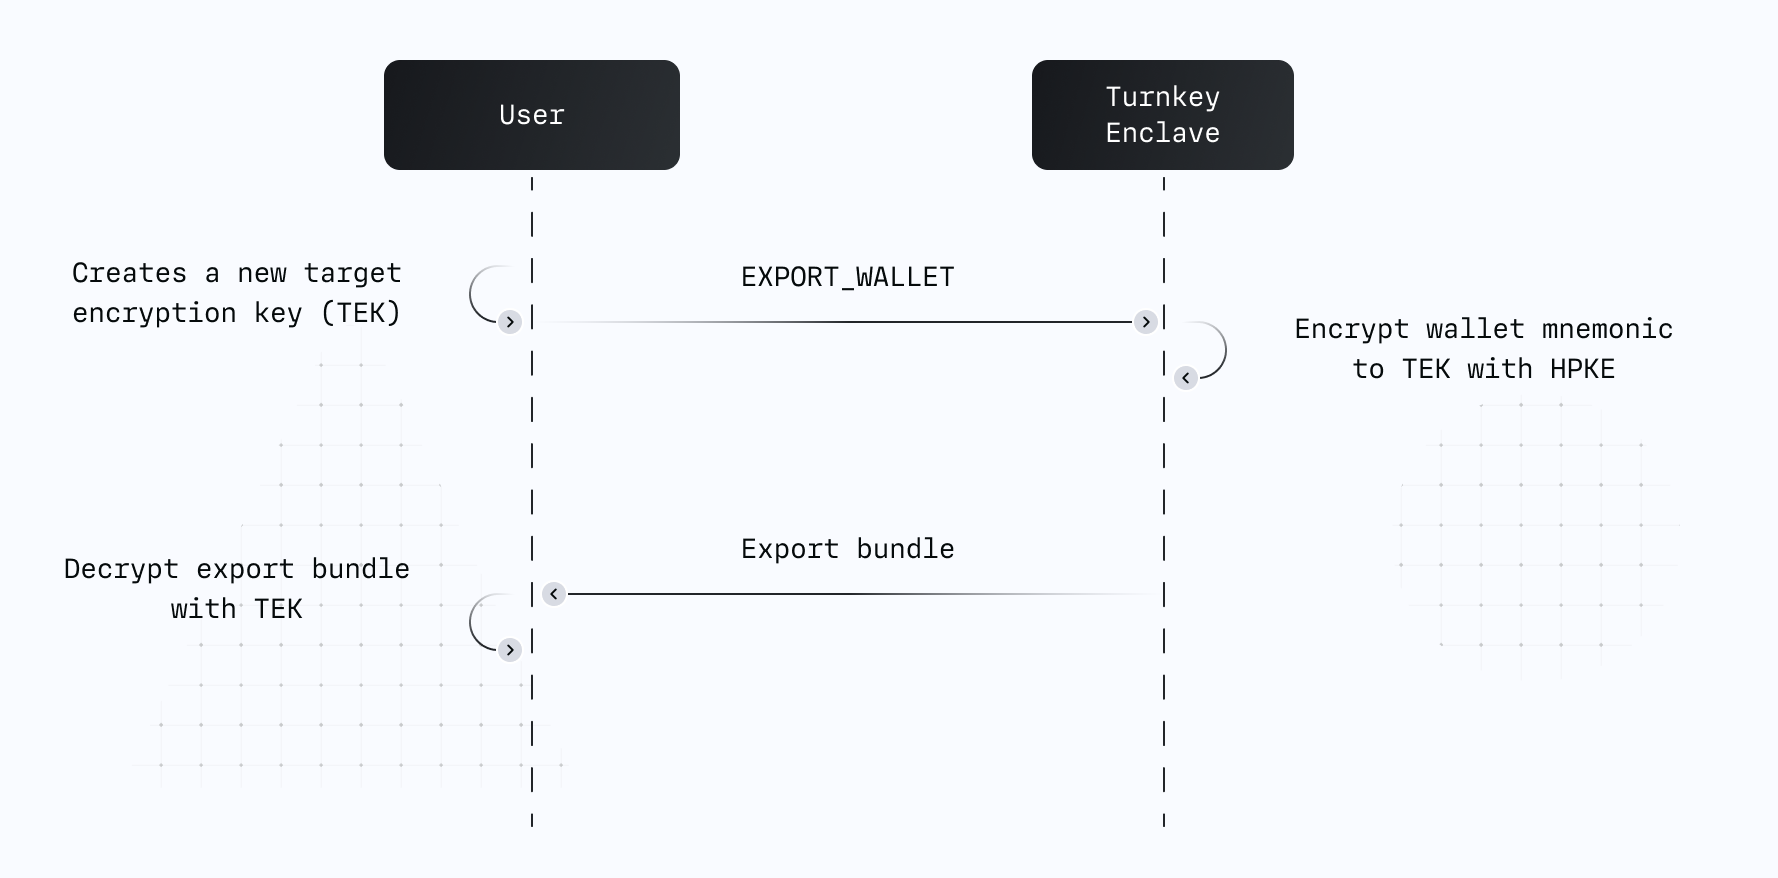 User
Turnkey
Enclave
Creates a new target
encryption key (TEK)
EXPORT_WALLET
Encrypt wallet mnemonic
to TEK with HPKE
Export bundle
Decrypt export bundle
with TEK